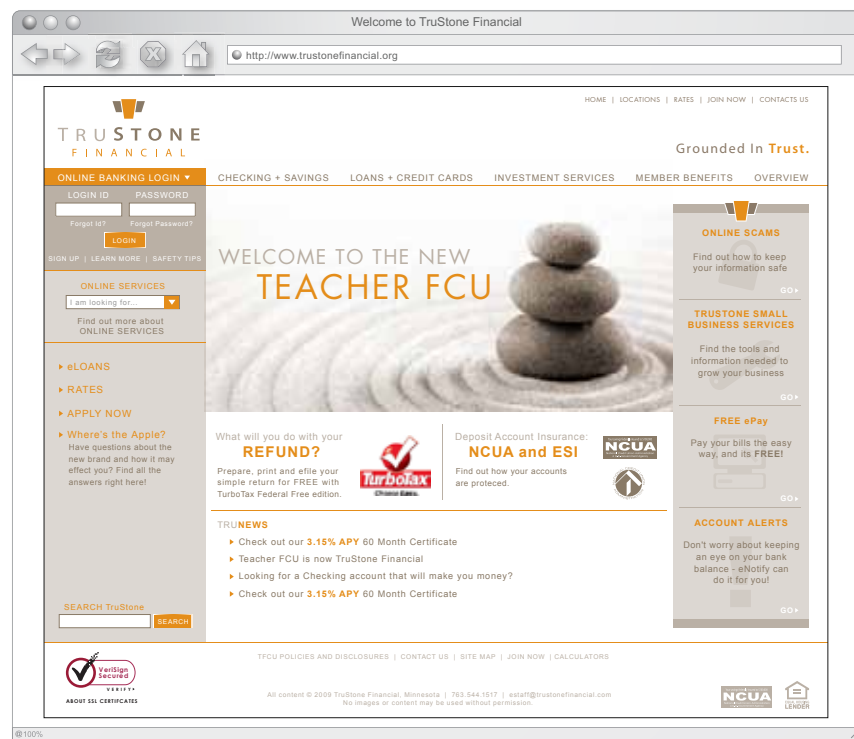 Welcome to TruStone Financial
http://www.trustonefinancial.org
HOME | LOCATIONS | RATES | JOIN NOW | CONTACTS US
TRUSTONE
FINANCIAL
Grounded In Trust.
ONLINE BANKING LOGIN
CHECKING + SAVINGS LOANS + CREDIT CARDS INVESTMENT SERVICES MEMBER BENEFITS OVERVIEW
LOGIN ID PASSWORD
Forgot Id? Forgot Password?
LOGIN
SIGN UP | LEARN MORE | SAFETY TIPS
ONLINE SERVICES
I am looking for...
Find out more about
ONLINE SERVICES
eLOANS
RATES
APPLY NOW
Where's the Apple?
Have questions about the
new brand and how it may
effect you? Find all the
answers right here!
SEARCH TruStone
SEARCH
WELCOME TO THE NEW
TEACHER FCU
What will you do with your
REFUND?
Prepare, print and efile your
simple return for FREE with
TurboTax Federal Free edition.
TurboTax
Choose Easy.
Deposit Account Insurance:
NCUA and ESI
Find out how your accounts
are proteced.
NCUA
TRUNEWS
Check out our 3.15% APY 60 Month Certificate
Teacher FCU is now TruStone Financial
Looking for a Checking account that will make you money?
Check out our 3.15% APY 60 Month Certificate
ONLINE SCAMS
Find out how to keep
your information safe
GO
TRUSTONE SMALL
BUSINESS SERVICES
Find the tools and
information needed to
grow your business
GO
FREE ePay
Pay your bills the easy
way, and its FREE!
GO
ACCOUNT ALERTS
Don't worry about keeping
an eye on your bank
balance - eNotify can
do it for you!
GO
VeriSign
Secured
VERIFY
ABOUT SSL CERTIFCATES
TFCU POLICIES AND DISCLOSURES | CONTACT US | SITE MAP | JOIN NOW | CALCULATORS
All content © 2009 TruStone Financial, Minnesota | 763.544.1517 | estaff@trustonefinancial.com
No images or content may be used without permission.
NCUA
LENDER
@100%